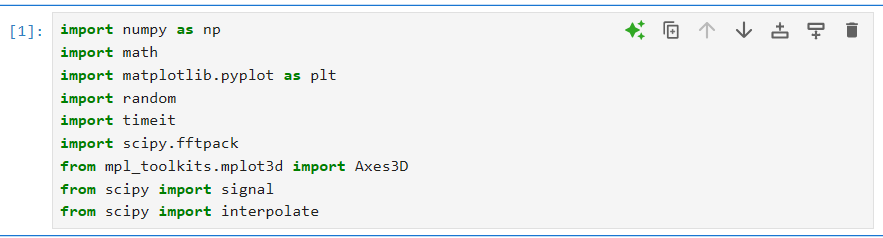 [1]: import numpy as np
import math
import matplotlib.pyplot as plt
import random
import timeit
import scipy.fftpack
from mpl_toolkits.mplot3d import Axes3D
from scipy import signal
from scipy import interpolate